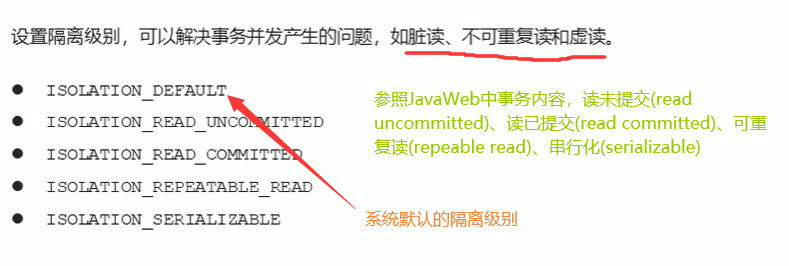 设置隔离级别，可以解决事务并发产生的问题，如脏读、不可重复读和虚读。
● ISOLATION_DEFAULT
● ISOLATION_READ_UNCOMMITTED
● ISOLATION_READ_COMMITTED
● ISOLATION_REPEATABLE_READ
● ISOLATION_SERIALIZABLE
参照JavaWeb中事务内容，读未提交(read
uncommitted)、读已提交(read committed)、可重
复读(repeable read)、串行化(serializable)
系统默认的隔离级别